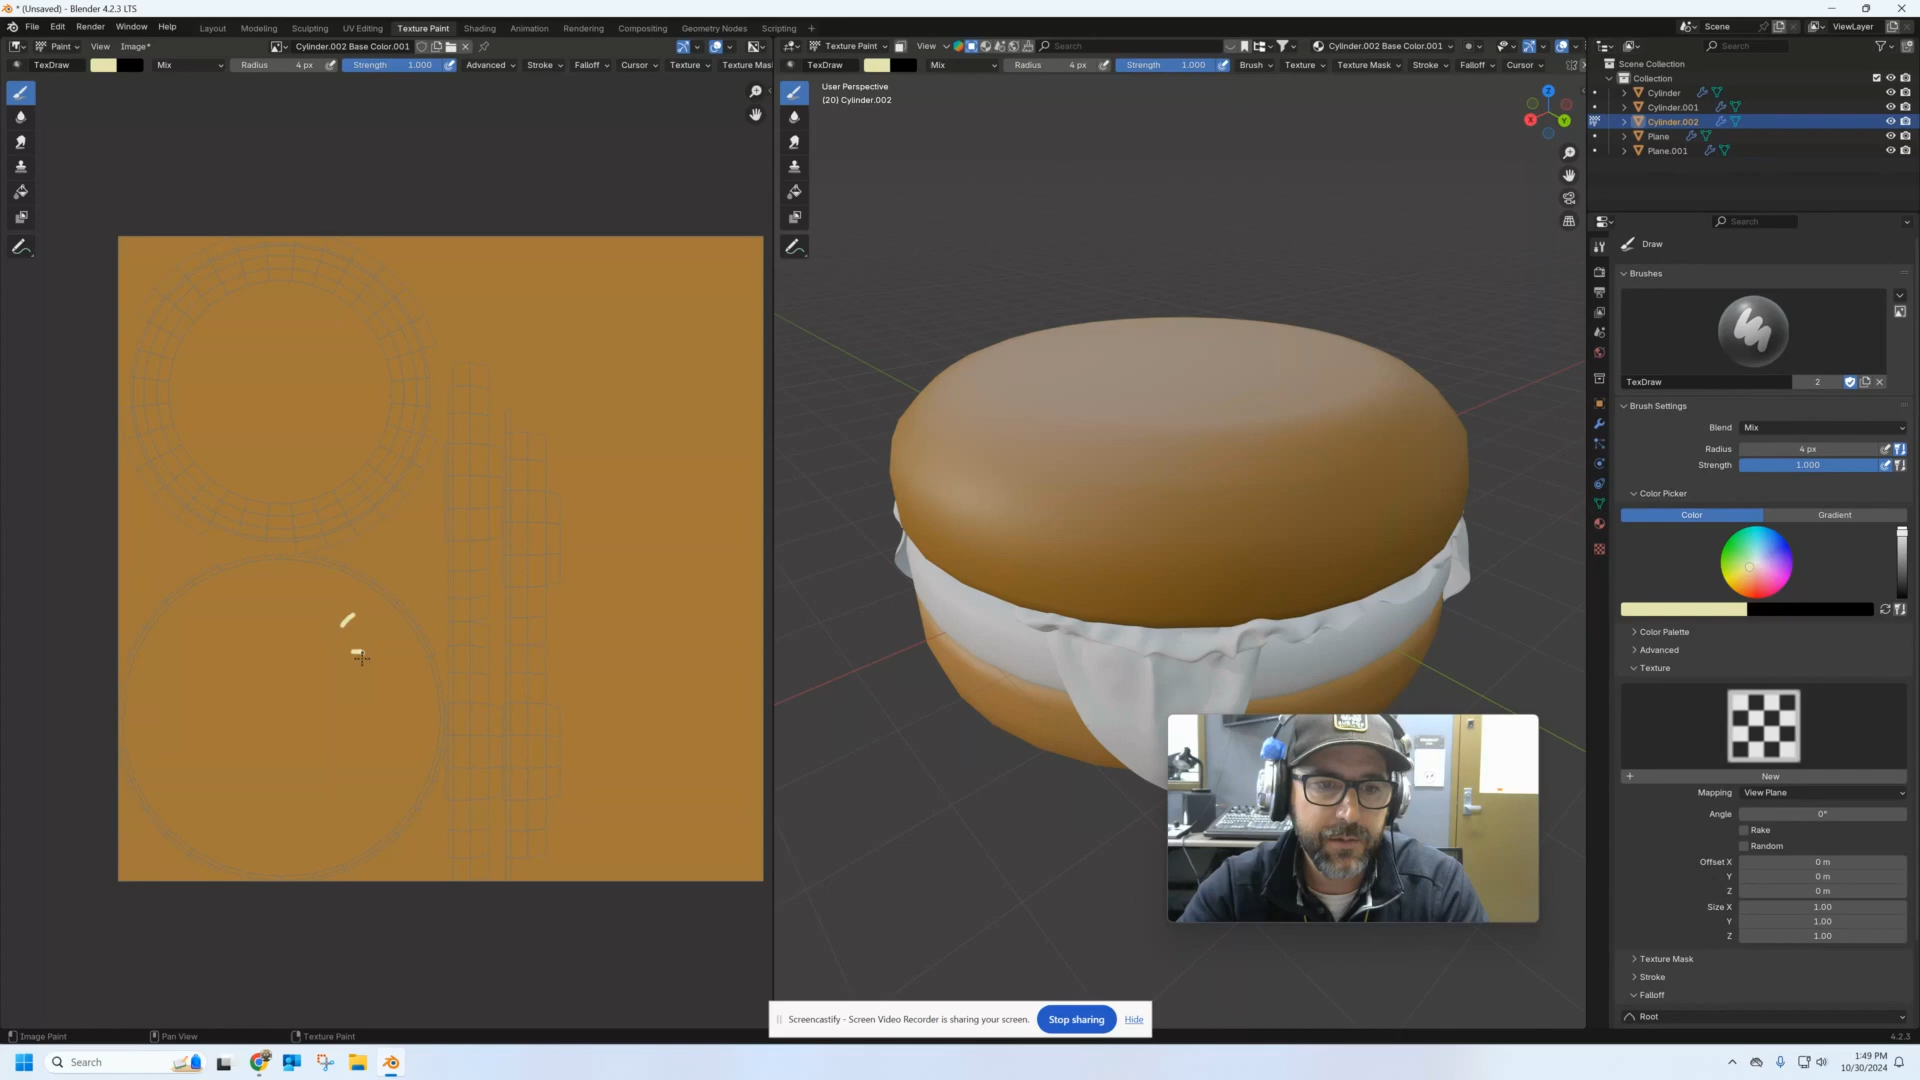 * (Unsaved) - Blender 4.2.3 LTS
File Edit Render Window Help Layout Modeling Sculpting UV Editing Texture Paint Shading Animation Rendering Compositing Geometry Nodes Scripting + Scene ViewLayer
Paint View Image* Cylinder.002 Base Color.001 Texture Paint View Search Cylinder.002 Base Color.001 Search
TexDraw Mix Radius 4 px Strength 1.000 Advanced Stroke Falloff Cursor Texture Texture Mas TexDraw Mix Radius 4 px Strength 1.000 Brush Texture Texture Mask Stroke Falloff Cursor
Scene Collection
Collection
Cylinder
Cylinder.001
Cylinder.002
Plane
Plane.001
User Perspective
(20) Cylinder.002
Z
X
Y
Search
Draw
Brushes
TexDraw 2
Brush Settings
Blend Mix
Radius 4 px
Strength 1.000
Color Picker
Color Gradient
Color Palette
Advanced
Texture
+ New
Mapping View Plane
Angle 0°
Rake
Random
Offset X 0 m
Y 0 m
Z 0 m
Size X 1.00
Y 1.00
Z 1.00
Texture Mask
Stroke
Falloff
Root
Screencastify - Screen Video Recorder is sharing your screen. Stop sharing Hide
Image Paint Pan View Texture Paint 4.2.3
Search
1:49 PM
10/30/2024